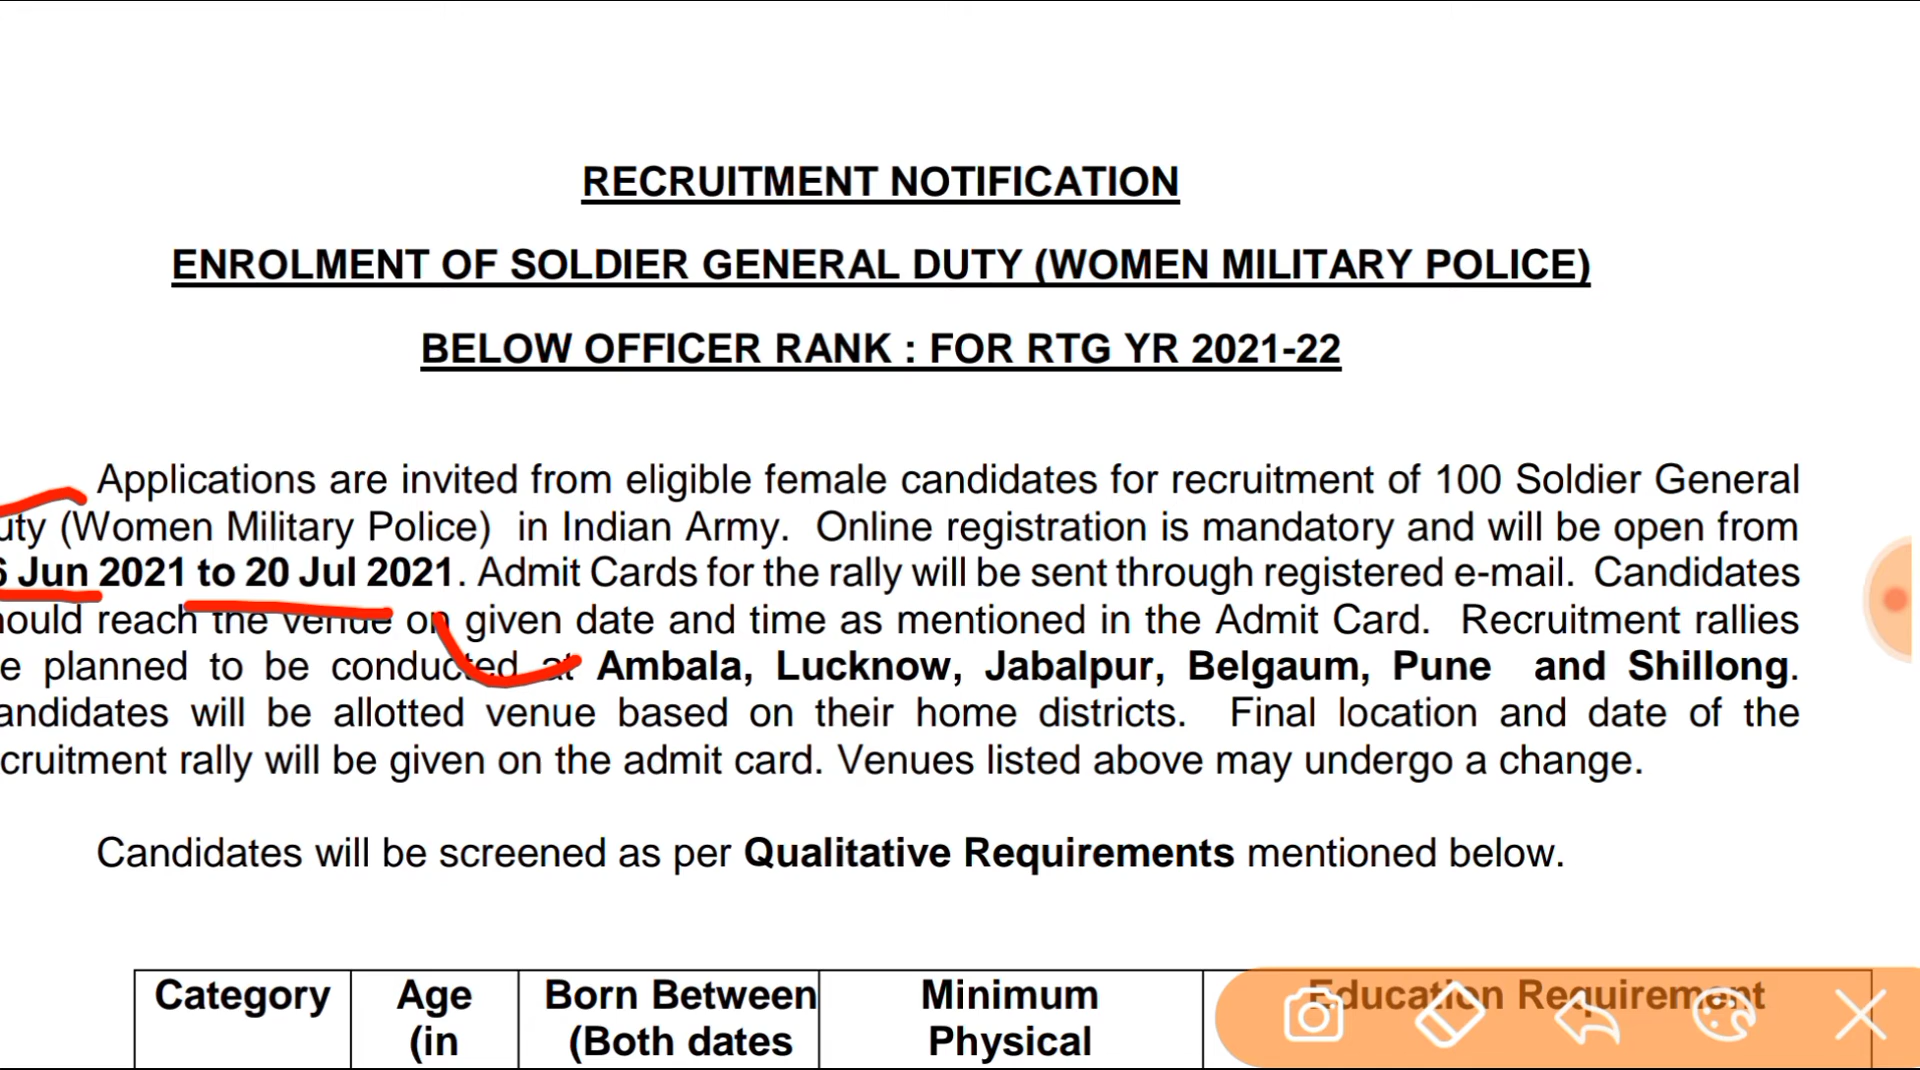 RECRUITMENT NOTIFICATION
ENROLMENT OF SOLDIER GENERAL DUTY (WOMEN MILITARY POLICE)
BELOW OFFICER RANK : FOR RTG YR 2021-22
Applications are invited from eligible female candidates for recruitment of 100 Soldier General
uty (Women Military Police) in Indian Army. Online registration is mandatory and will be open from
6 Jun 2021 to 20 Jul 2021. Admit Cards for the rally will be sent through registered e-mail. Candidates
ould reach the venue on given date and time as mentioned in the Admit Card. Recruitment rallies
e planned to be conducted at Ambala, Lucknow, Jabalpur, Belgaum, Pune and Shillong.
andidates will be allotted venue based on their home districts. Final location and date of the
cruitment rally will be given on the admit card. Venues listed above may undergo a change.
Candidates will be screened as per Qualitative Requirements mentioned below.
Category Age Born Between Minimum Education Requirement
(in (Both dates Physical